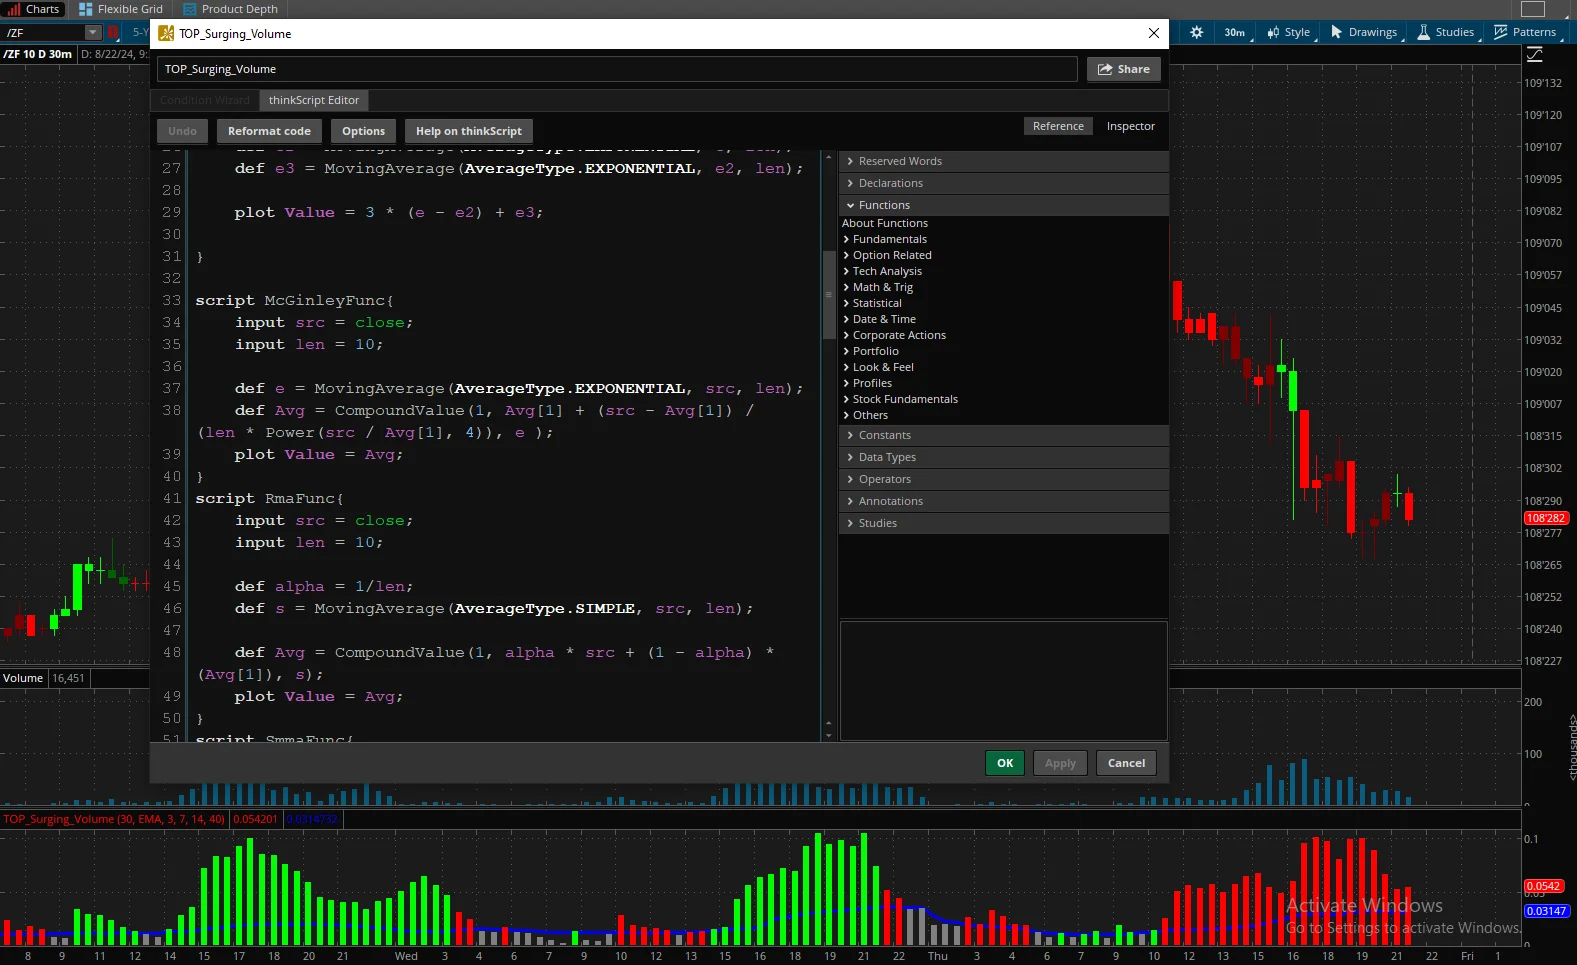 Charts Flexible Grid Product Depth
/ZF 5-Y
TOP_Surging_Volume
30m Style Drawings Studies Patterns
/ZF 10 D 30m D: 8/22/24, 9:
TOP_Surging_Volume
Share
Condition Wizard thinkScript Editor
Undo Reformat code Options Help on thinkScript
Reference Inspector
27 def e3 = MovingAverage(AverageType.EXPONENTIAL, e2, len);
28
29 plot Value = 3 * (e - e2) + e3;
30
31 }
32
33 script McGinleyFunc{
34 input src = close;
35 input len = 10;
36
37 def e = MovingAverage(AverageType.EXPONENTIAL, src, len);
38 def Avg = CompoundValue(1, Avg[1] + (src - Avg[1]) /
(len * Power(src / Avg[1], 4)), e );
39 plot Value = Avg;
40 }
41 script RmaFunc{
42 input src = close;
43 input len = 10;
44
45 def alpha = 1/len;
46 def s = MovingAverage(AverageType.SIMPLE, src, len);
47
48 def Avg = CompoundValue(1, alpha * src + (1 - alpha) *
(Avg[1]), s);
49 plot Value = Avg;
50 }
51 script SmmaFunc{
Reserved Words
Declarations
Functions
About Functions
Fundamentals
Option Related
Tech Analysis
Math & Trig
Statistical
Date & Time
Corporate Actions
Portfolio
Look & Feel
Profiles
Stock Fundamentals
Others
Constants
Data Types
Operators
Annotations
Studies
OK Apply Cancel
109'132
109'120
109'107
109'095
109'082
109'070
109'057
109'045
109'032
109'020
109'007
108'315
108'302
108'290
108'282
108'277
108'265
108'252
108'240
108'227
Volume 16,451
200
100
<thousands>
TOP_Surging_Volume (30, EMA, 3, 7, 14, 40) 0.054201 0.0314732
0.1
0.0542
0.03147
0
Activate Windows
Go to Settings to activate Windows.
8 9 10 11 12 14 15 17 18 20 21 Wed 3 4 6 7 9 10 12 13 15 16 18 19 21 22 Thu 3 4 6 7 9 10 12 13 15 16 18 19 21 22 Fri 1